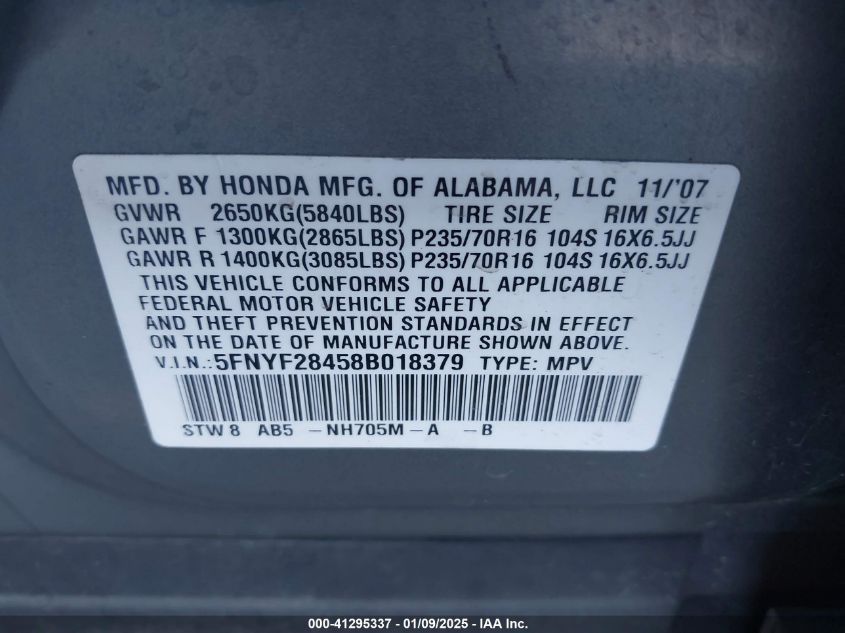 MFD. BY HONDA MFG. OF ALABAMA, LLC 11/'07
GVWR 2650KG(5840LBS) TIRE SIZE RIM SIZE
GAWR F 1300KG(2865LBS) P235/70R16 104S 16X6.5JJ
GAWR R 1400KG(3085LBS) P235/70R16 104S 16X6.5JJ
THIS VEHICLE CONFORMS TO ALL APPLICABLE
FEDERAL MOTOR VEHICLE SAFETY
AND THEFT PREVENTION STANDARDS IN EFFECT
ON THE DATE OF MANUFACTURE SHOWN ABOVE.
V.I.N.: 5FNYF28458B018379 TYPE: MPV
STW 8 AB5 -NH705M-A -B
000-41295337 - 01/09/2025 - IAA Inc.